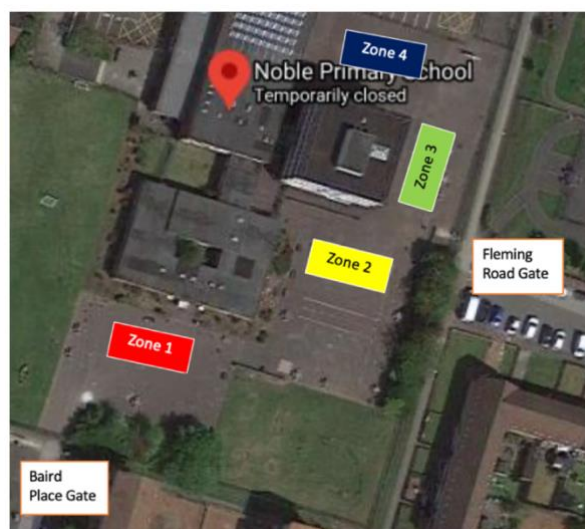 Zone 4
Noble Primary School
Temporarily closed
Zone 3
Zone 2
Fleming
Road Gate
Zone 1
Baird
Place Gate